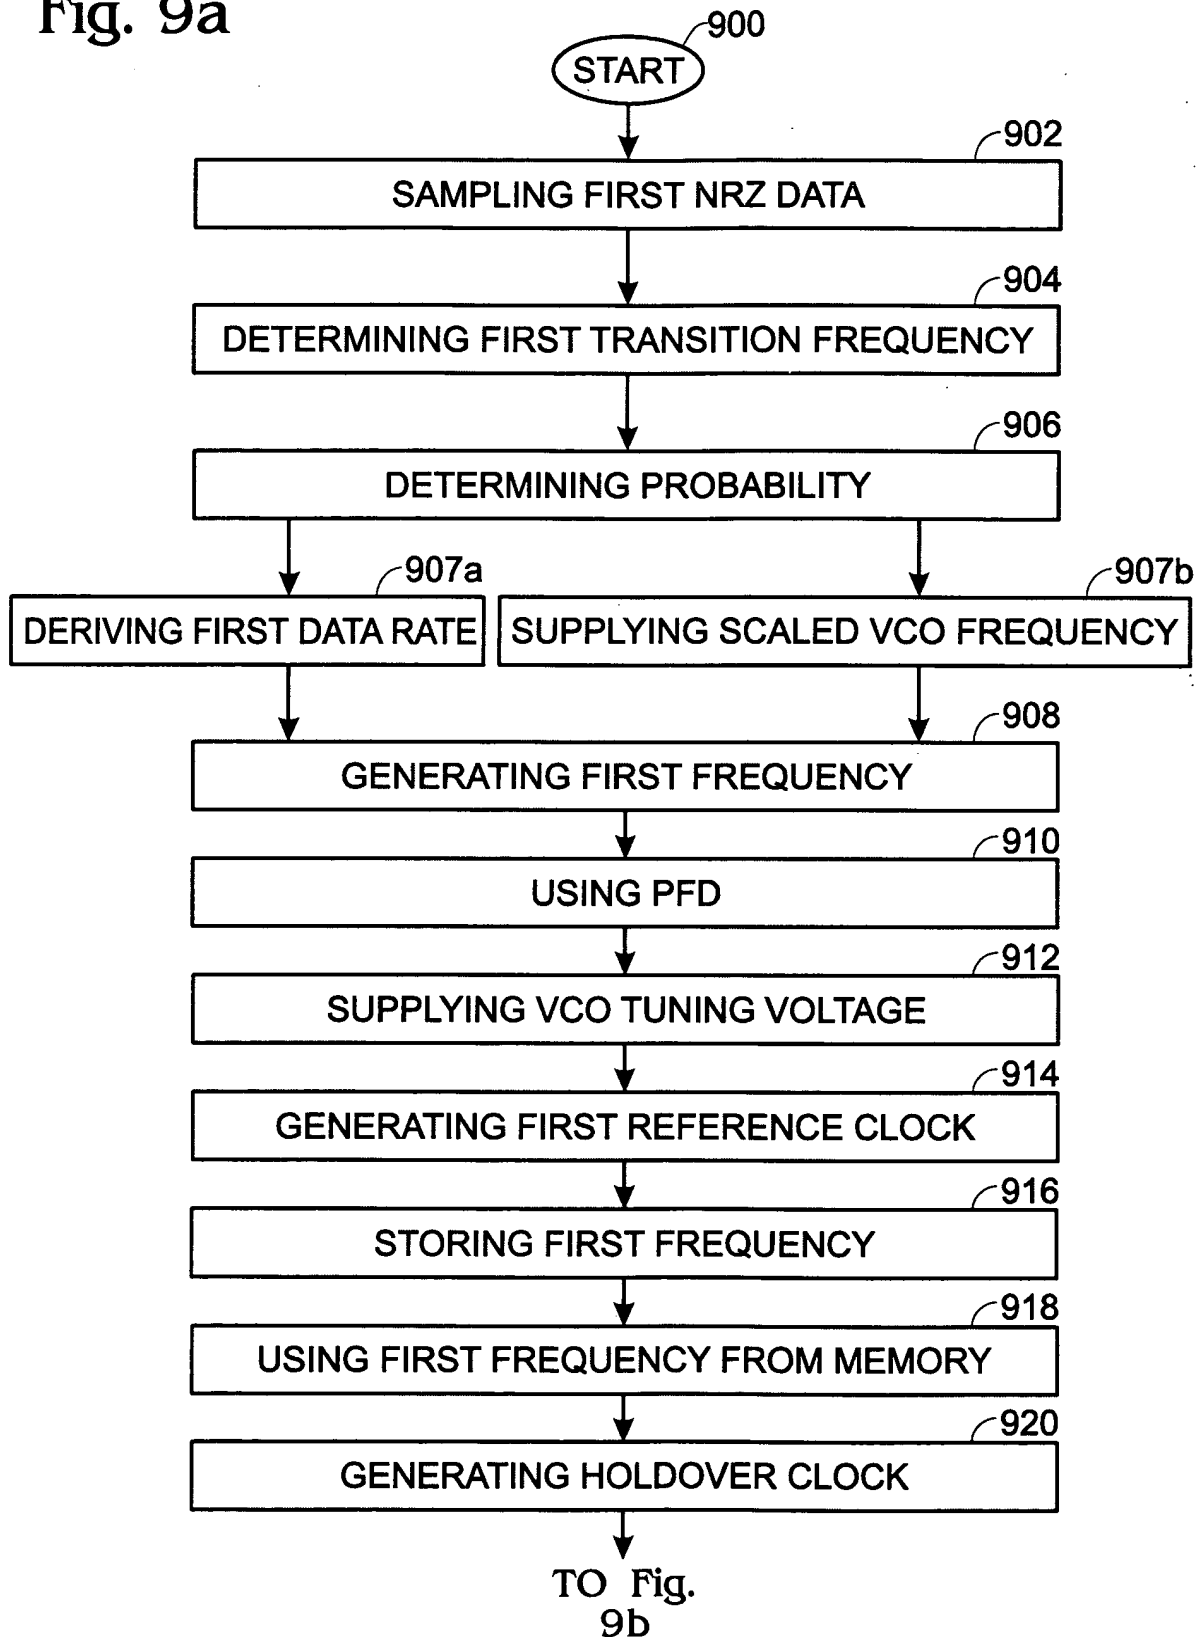 Fig. 9a
900
START
902
SAMPLING FIRST NRZ DATA
904
DETERMINING FIRST TRANSITION FREQUENCY
906
DETERMINING PROBABILITY
907a
907b
DERIVING FIRST DATA RATE
SUPPLYING SCALED VCO FREQUENCY
908
GENERATING FIRST FREQUENCY
910
USING PFD
912
SUPPLYING VCO TUNING VOLTAGE
914
GENERATING FIRST REFERENCE CLOCK
916
STORING FIRST FREQUENCY
918
USING FIRST FREQUENCY FROM MEMORY
920
GENERATING HOLDOVER CLOCK
TO Fig.
9b